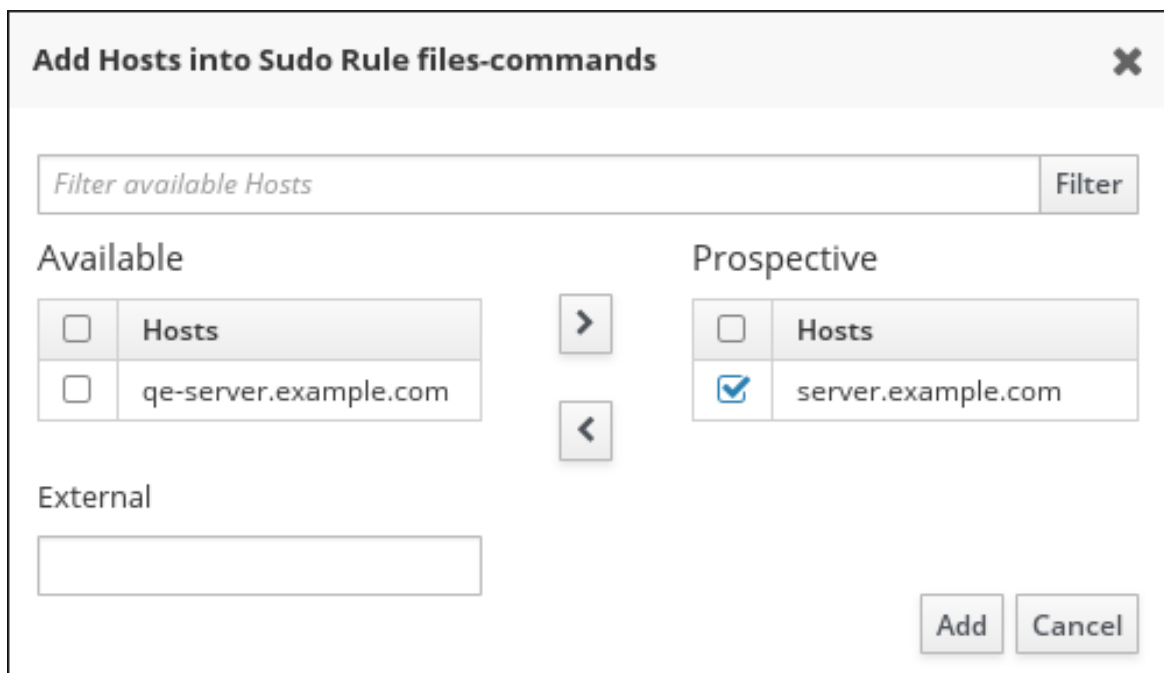 Add Hosts into Sudo Rule files-commands
Filter available Hosts
Filter
Available
Prospective
Hosts
Hosts
qe-server.example.com
server.example.com
External
Add
Cancel